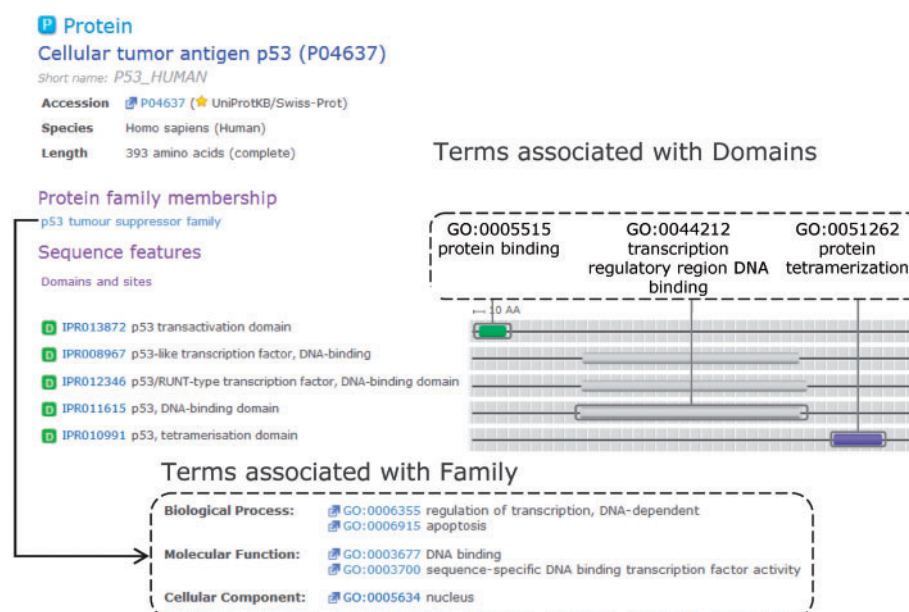 P Protein
Cellular tumor antigen p53 (P04637)
Short name: P53_HUMAN
Accession P04637 (UniProtKB/Swiss-Prot)
Species Homo sapiens (Human)
Length 393 amino acids (complete)
Terms associated with Domains
Protein family membership
p53 tumour suppressor family
GO:0005515 GO:0044212 GO:0051262
protein binding transcription protein
regulatory region DNA tetramerization
binding
Sequence features
Domains and sites
10 AA
D IPR013872 p53 transactivation domain
D IPR008967 p53-like transcription factor, DNA-binding
D IPR012346 p53/RUNT-type transcription factor, DNA-binding domain
D IPR011615 p53, DNA-binding domain
D IPR010991 p53, tetramerisation domain
Terms associated with Family
Biological Process: GO:0006355 regulation of transcription, DNA-dependent
GO:0006915 apoptosis
Molecular Function: GO:0003677 DNA binding
GO:0003700 sequence-specific DNA binding transcription factor activity
Cellular Component: GO:0005634 nucleus